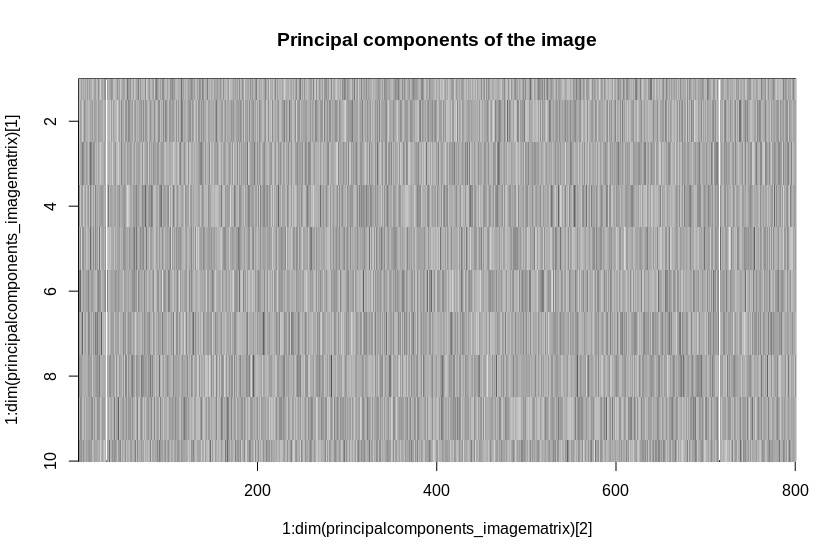 Principal components of the image
1:dim(principalcomponents_imagematrix)[1]
2
4
6
8
10
200 400 600 800
1:dim(principalcomponents_imagematrix)[2]